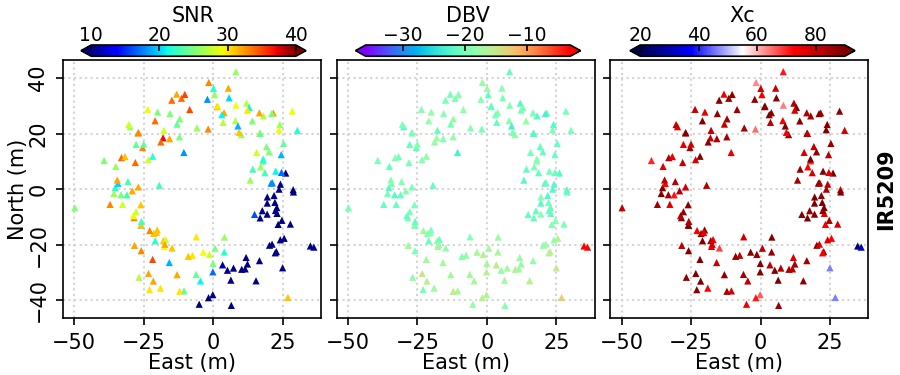 SNR DBV Xc
10 20 30 40 −30 −20 −10 20 40 60 80
40
20
0
−20
−40
North (m)
−50 −25 0 25 −50 −25 0 25 −50 −25 0 25
East (m) East (m) East (m)
IR5209